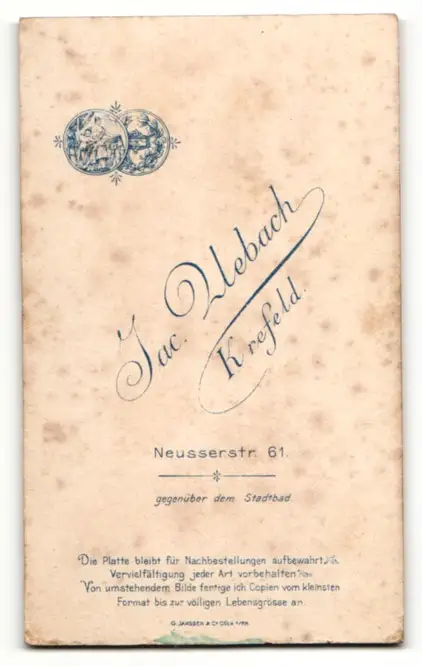 Jac. Uebach
Krefeld.
Neusserstr. 61.
gegenüber dem Stadtbad.
Die Platte bleibt für Nachbestellungen aufbewahrt,
Vervielfältigung jeder Art vorbehalten
Von umstehendem Bilde fertige ich Copien vom kleinsten
Format bis zur völligen Lebensgrösse an.
G. JANSSEN &